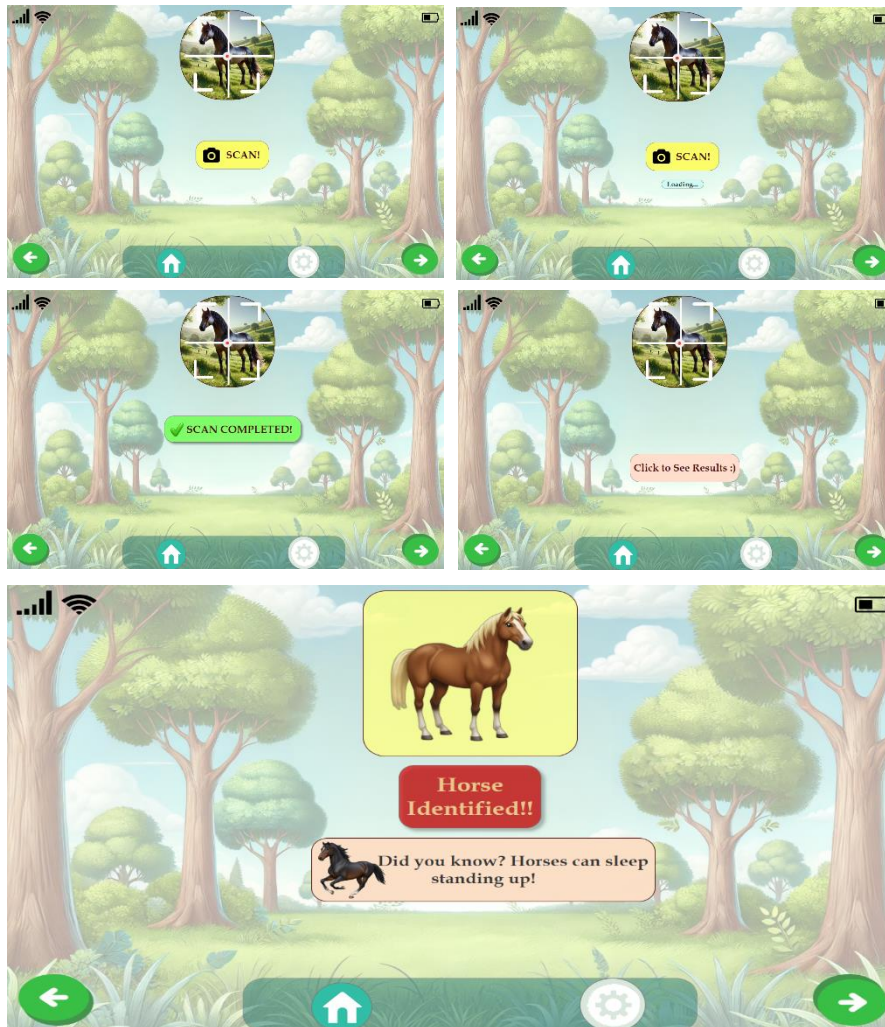 SCAN!
SCAN!
Loading...
SCAN COMPLETED!
Click to See Results :)
Horse
Identified!!
Did you know? Horses can sleep
standing up!